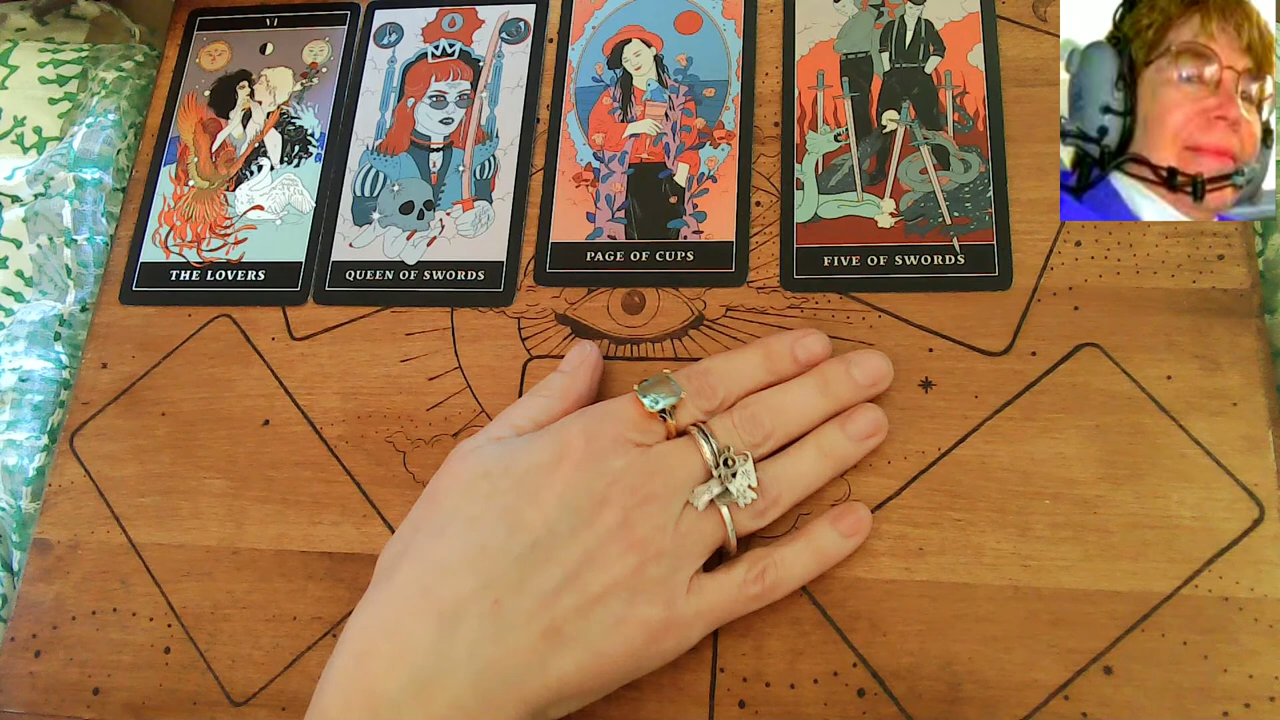 VI
THE LOVERS
QUEEN OF SWORDS
PAGE OF CUPS
FIVE OF SWORDS